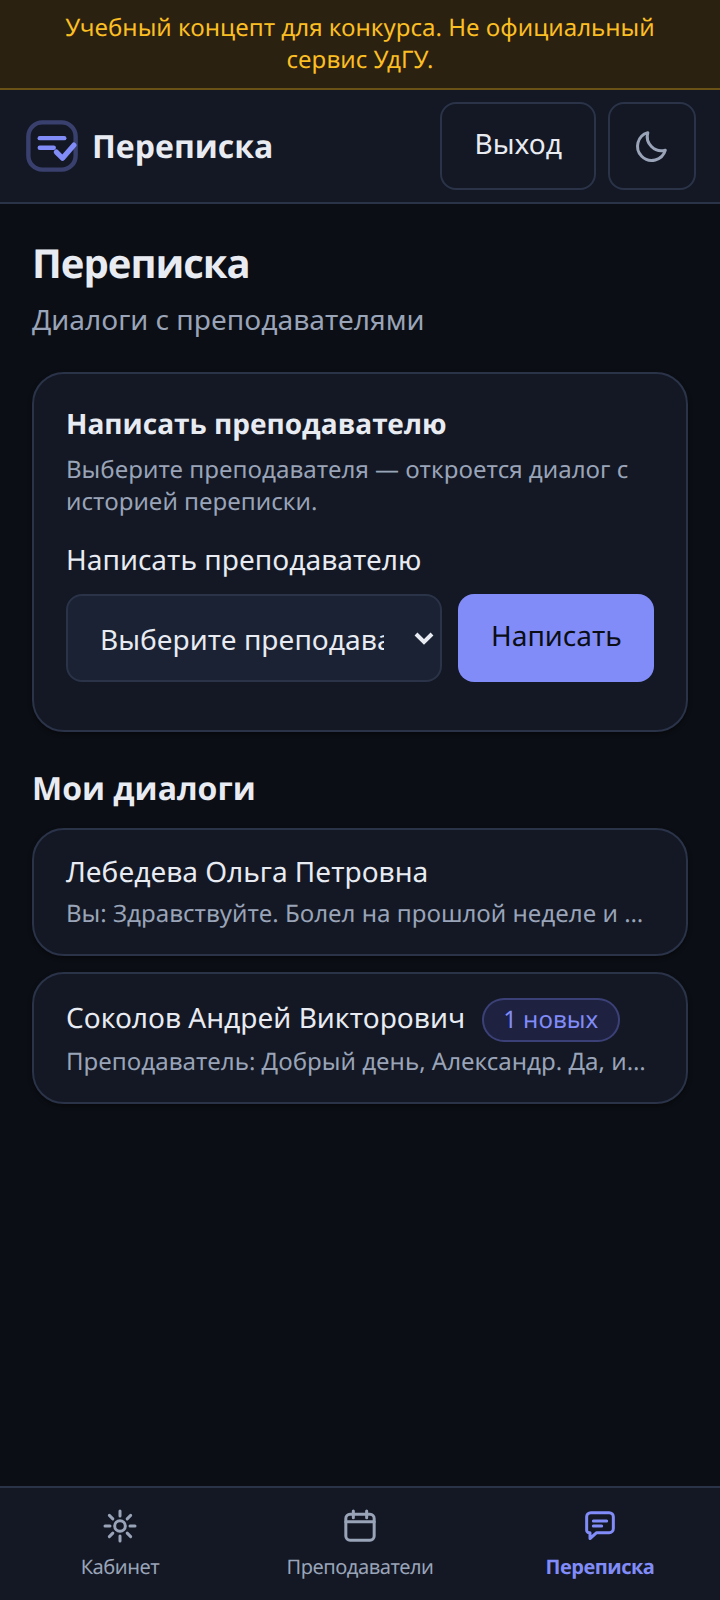 Учебный концепт для конкурса. Не официальный
сервис УдГУ.
Переписка
Выход
Переписка
Диалоги с преподавателями
Написать преподавателю
Выберите преподавателя — откроется диалог с
историей переписки.
Написать преподавателю
Выберите преподава
Написать
Мои диалоги
Лебедева Ольга Петровна
Вы: Здравствуйте. Болел на прошлой неделе и ...
Соколов Андрей Викторович 1 новых
Преподаватель: Добрый день, Александр. Да, и...
Кабинет
Преподаватели
Переписка